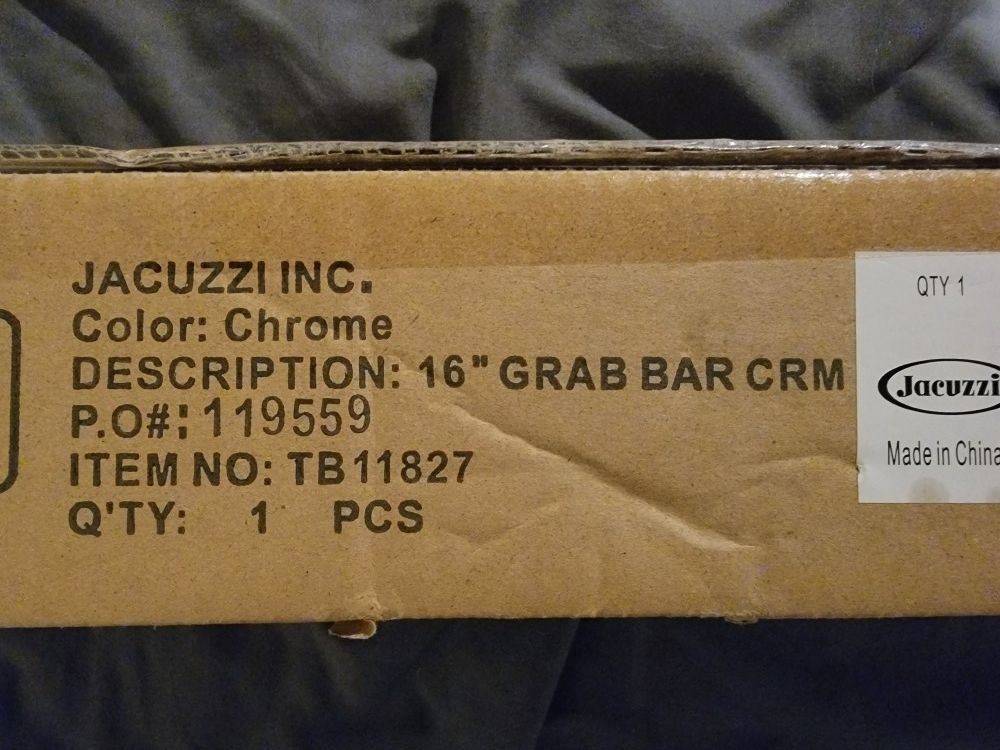 JACUZZI INC.
Color: Chrome
DESCRIPTION: 16" GRAB BAR CRM
P.O#: 119559
ITEM NO: TB11827
Q'TY: 1 PCS
QTY 1
Jacuzzi
Made in China